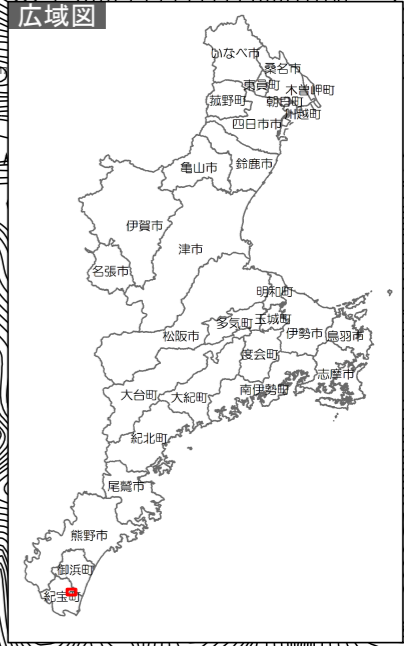 広域図
いなべ市
桑名市
東員町
木曽岬町
菰野町
朝日町
川越町
四日市市
亀山市
鈴鹿市
伊賀市
津市
名張市
明和町
多気町
玉城町
松阪市
伊勢市
鳥羽市
度会町
志摩市
大台町
大紀町
南伊勢町
紀北町
尾鷲市
熊野市
御浜町
紀宝町